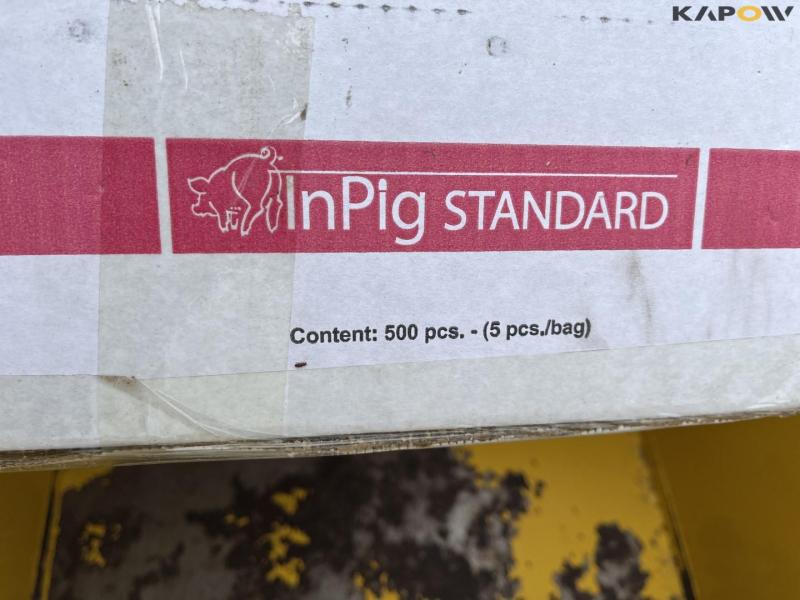 KAPOW
InPig STANDARD
Content: 500 pcs. - (5 pcs./bag)